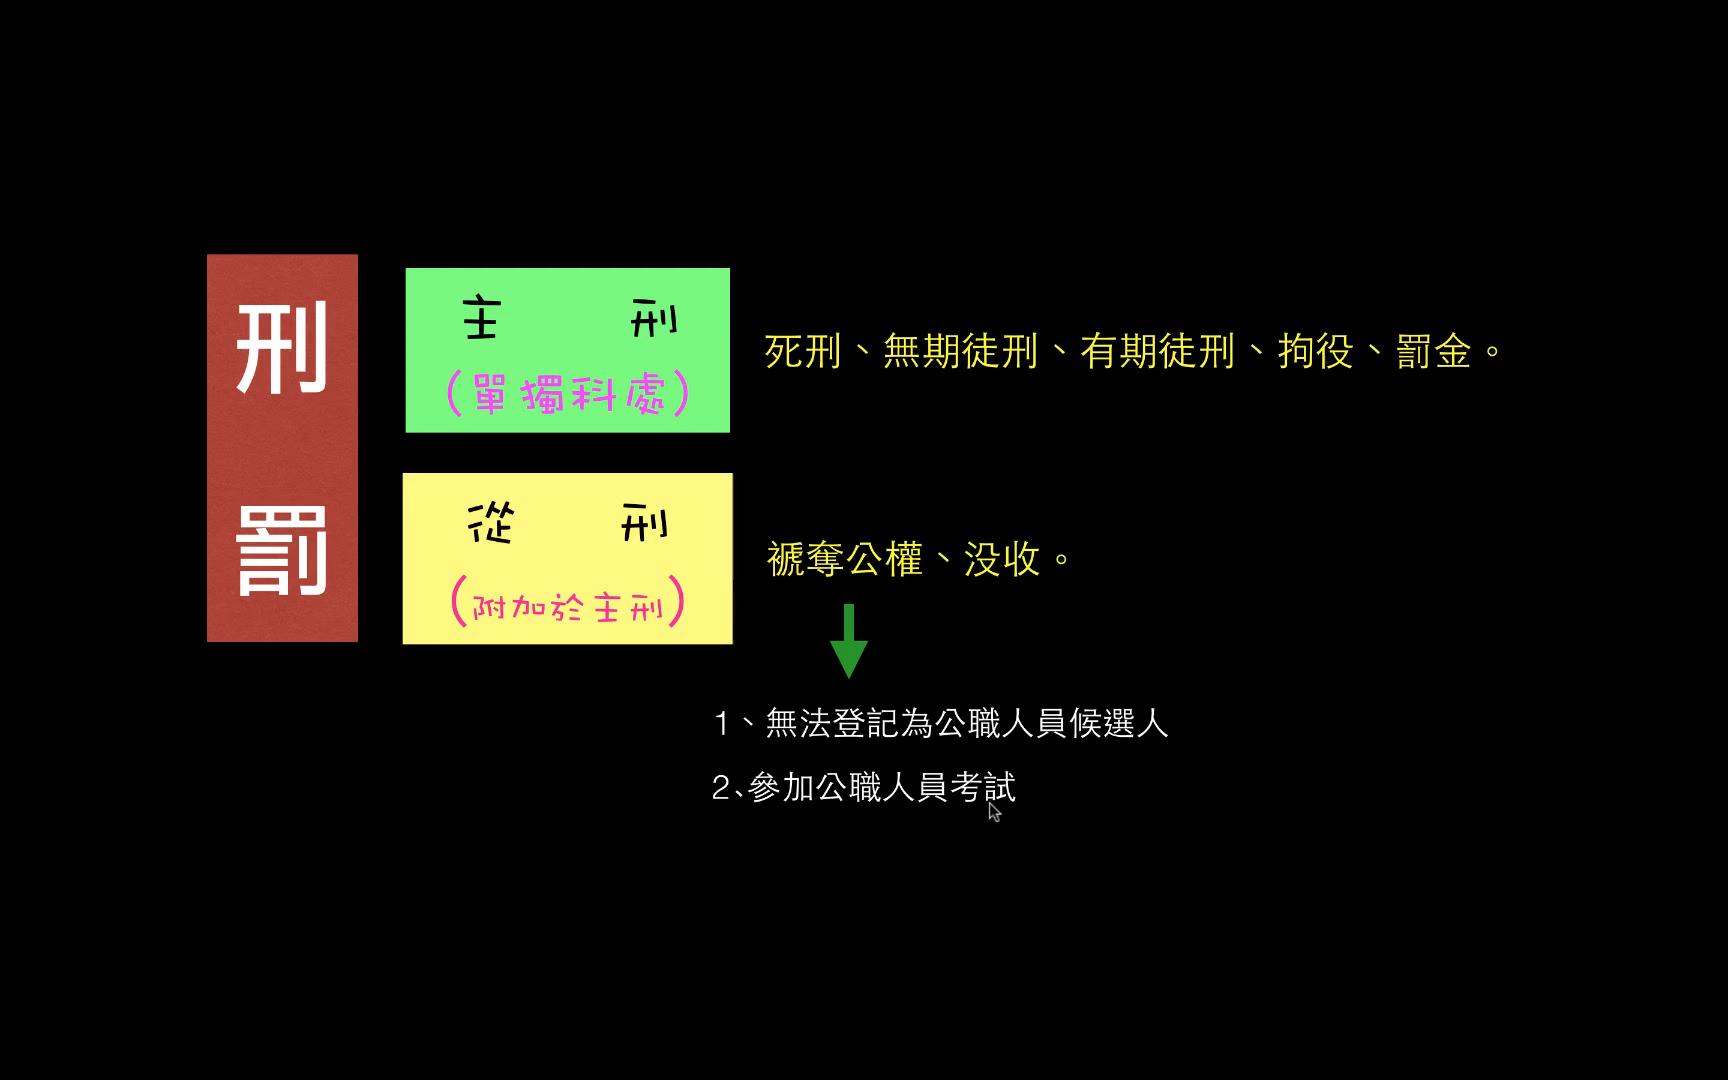 刑罰
主 刑
(單獨科處)
死刑、無期徒刑、有期徒刑、拘役、罰金。
從 刑
(附加於主刑)
褫奪公權、没收。
1、無法登記為公職人員候選人
2、參加公職人員考試